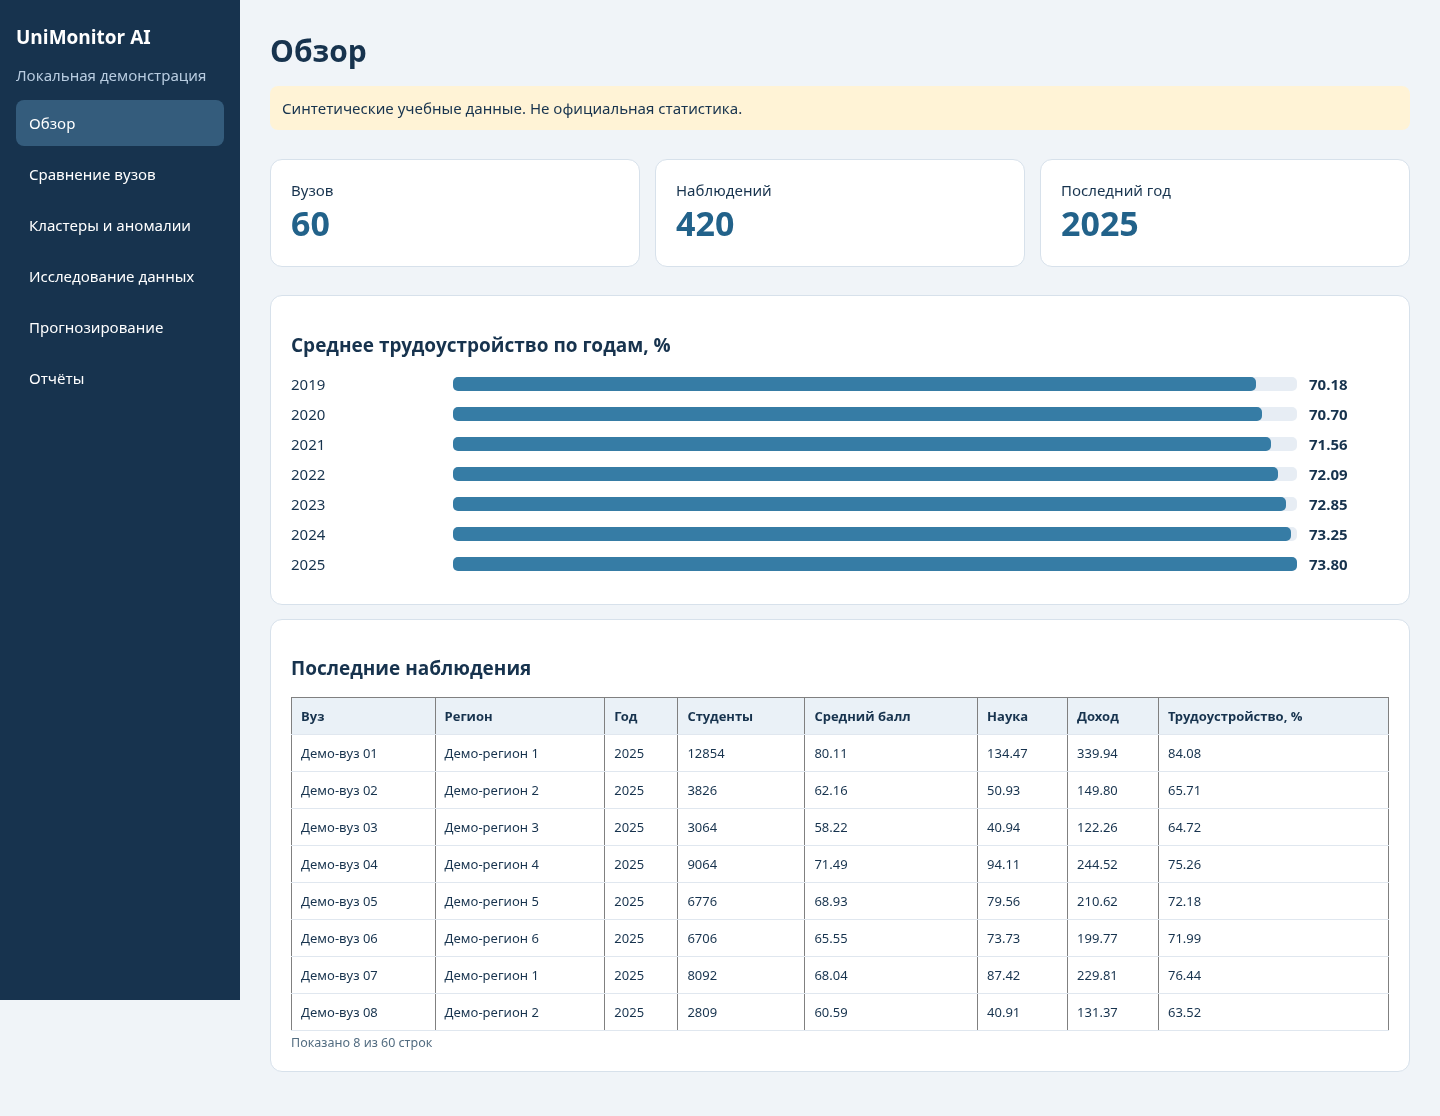 UniMonitor AI
Локальная демонстрация
Обзор
Сравнение вузов
Кластеры и аномалии
Исследование данных
Прогнозирование
Отчёты
Обзор
Синтетические учебные данные. Не официальная статистика.
Вузов
60
Наблюдений
420
Последний год
2025
Среднее трудоустройство по годам, %
2019 70.18
2020 70.70
2021 71.56
2022 72.09
2023 72.85
2024 73.25
2025 73.80
Последние наблюдения
Вуз Регион Год Студенты Средний балл Наука Доход Трудоустройство, %
Демо-вуз 01 Демо-регион 1 2025 12854 80.11 134.47 339.94 84.08
Демо-вуз 02 Демо-регион 2 2025 3826 62.16 50.93 149.80 65.71
Демо-вуз 03 Демо-регион 3 2025 3064 58.22 40.94 122.26 64.72
Демо-вуз 04 Демо-регион 4 2025 9064 71.49 94.11 244.52 75.26
Демо-вуз 05 Демо-регион 5 2025 6776 68.93 79.56 210.62 72.18
Демо-вуз 06 Демо-регион 6 2025 6706 65.55 73.73 199.77 71.99
Демо-вуз 07 Демо-регион 1 2025 8092 68.04 87.42 229.81 76.44
Демо-вуз 08 Демо-регион 2 2025 2809 60.59 40.91 131.37 63.52
Показано 8 из 60 строк